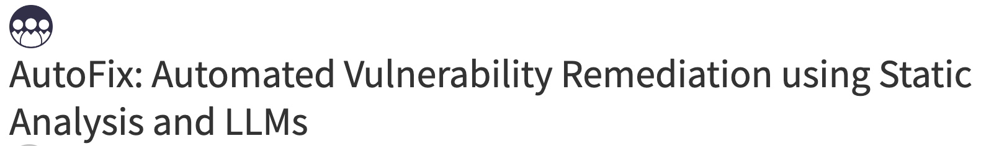 AutoFix: Automated Vulnerability Remediation using Static
Analysis and LLMs